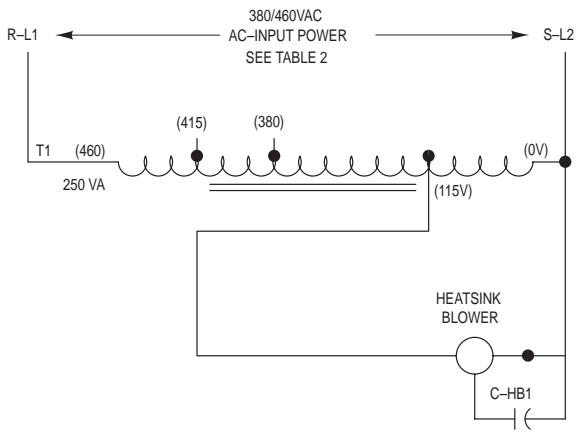 380/460VAC
R–L1
AC–INPUT POWER
S–L2
SEE TABLE 2
(415)
(380)
T1
(460)
(0V)
250 VA
(115V)
HEATSINK
BLOWER
C–HB1